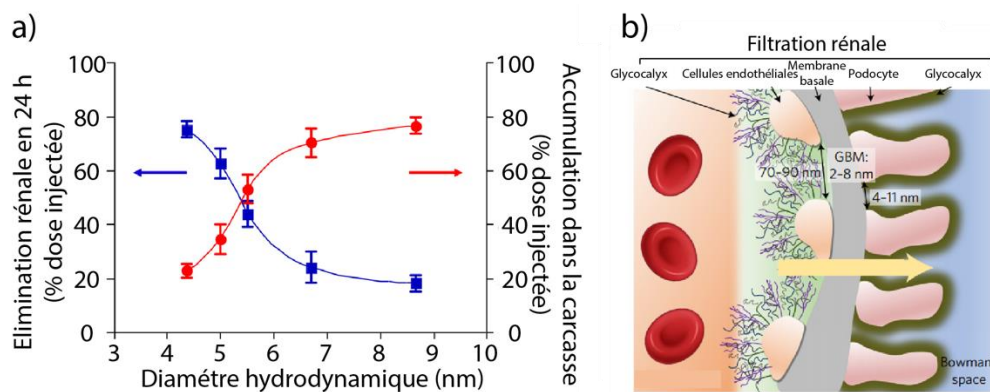 a)
Elimination rénale en 24 h
(% dose injectée)
100
80
60
40
20
0
3
4
5
6
7
8
9
10
Diamétre hydrodynamique (nm)
100
80
60
40
20
0
Accumulation dans la carcasse
(% dose injectée)
b)
Filtration rénale
Glycocalyx
Cellules endothéliales
Membrane
basale
Podocyte
Glycocalyx
70-90 nm
GBM:
2-8 nm
4-11 nm
Bowman
space